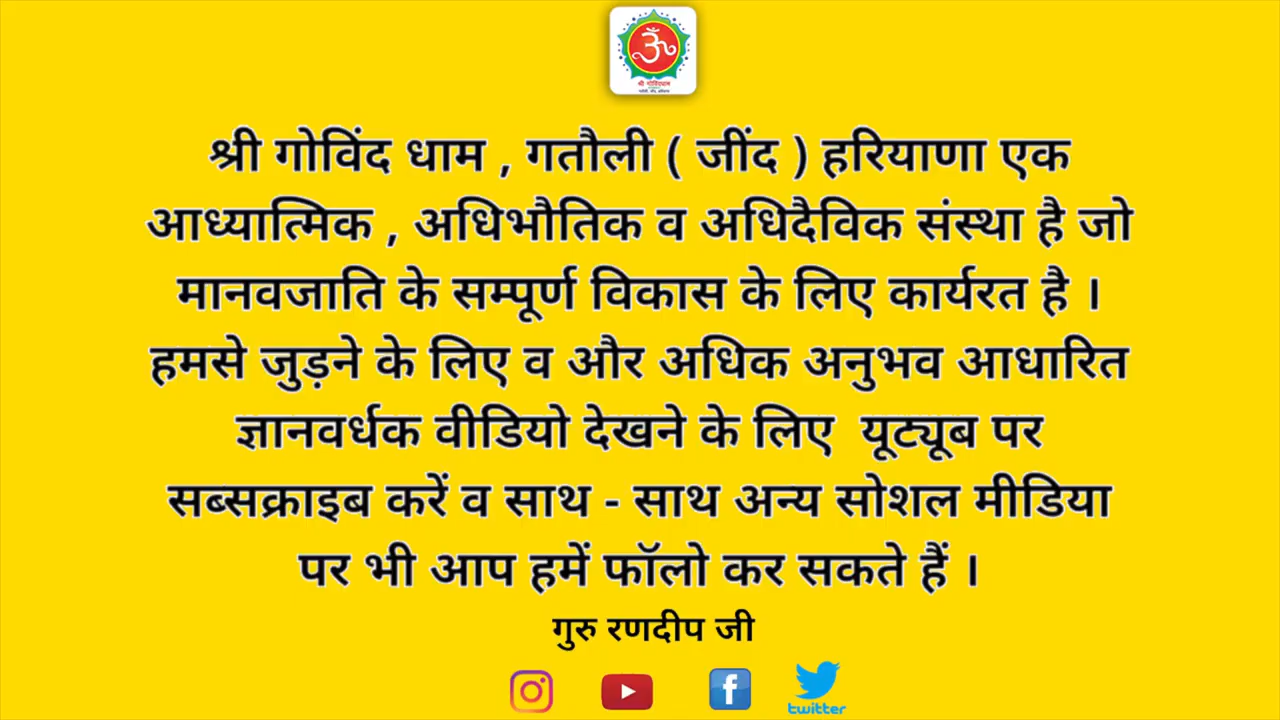 ॐ
श्री गोविंदधाम
श्री गोविंद धाम , गतौली ( जींद ) हरियाणा एक
आध्यात्मिक , अधिभौतिक व अधिदैविक संस्था है जो
मानवजाति के सम्पूर्ण विकास के लिए कार्यरत है ।
हमसे जुड़ने के लिए व और अधिक अनुभव आधारित
ज्ञानवर्धक वीडियो देखने के लिए यूट्यूब पर
सब्सक्राइब करें व साथ - साथ अन्य सोशल मीडिया
पर भी आप हमें फॉलो कर सकते हैं ।
गुरु रणदीप जी
f
twitter